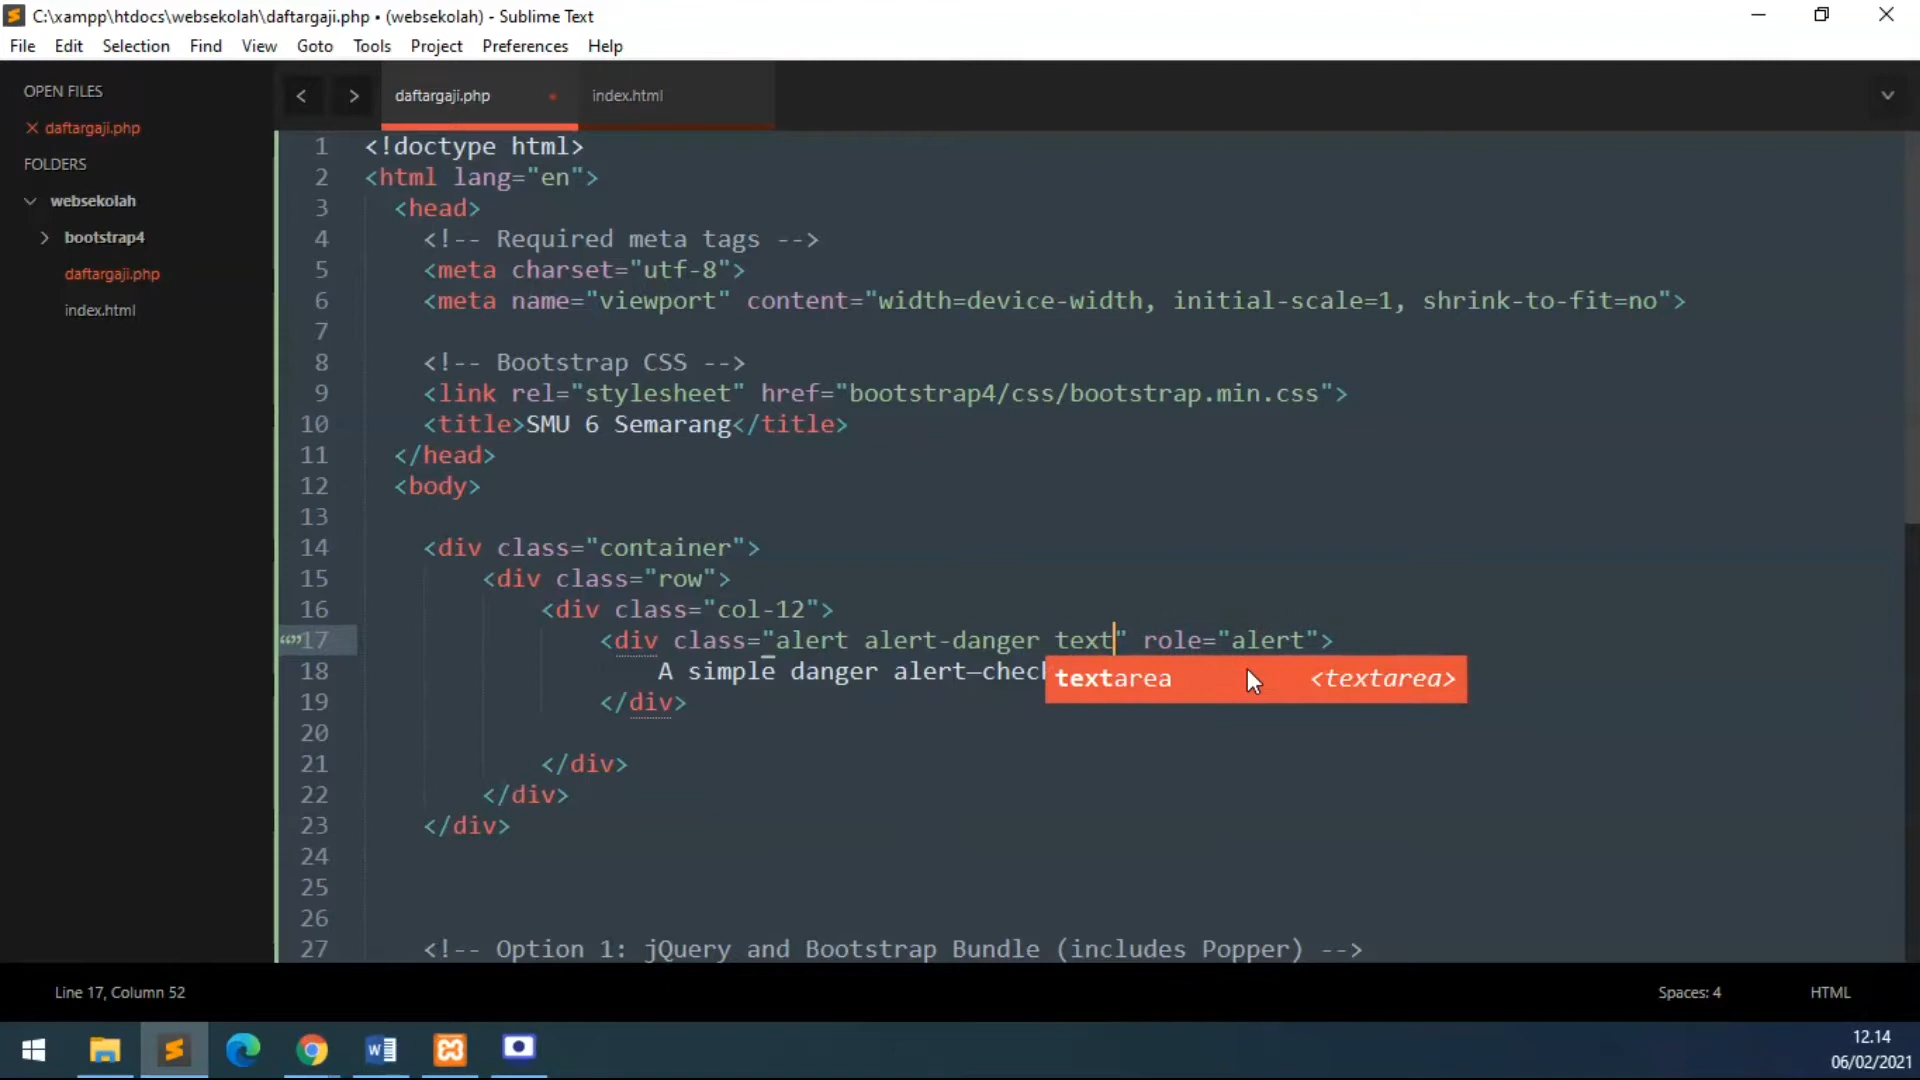 C:\xampp\htdocs\websekolah\daftargaji.php • (websekolah) - Sublime Text
File Edit Selection Find View Goto Tools Project Preferences Help
OPEN FILES
daftargaji.php
FOLDERS
websekolah
bootstrap4
daftargaji.php
index.html
daftargaji.php index.html
1 <!doctype html>
2 <html lang="en">
3 <head>
4 <!-- Required meta tags -->
5 <meta charset="utf-8">
6 <meta name="viewport" content="width=device-width, initial-scale=1, shrink-to-fit=no">
7
8 <!-- Bootstrap CSS -->
9 <link rel="stylesheet" href="bootstrap4/css/bootstrap.min.css">
10 <title>SMU 6 Semarang</title>
11 </head>
12 <body>
13
14 <div class="container">
15 <div class="row">
16 <div class="col-12">
17 <div class="alert alert-danger text" role="alert">
18 A simple danger alert—check
textarea <textarea>
19 </div>
20
21 </div>
22 </div>
23 </div>
24
25
26
27 <!-- Option 1: jQuery and Bootstrap Bundle (includes Popper) -->
Line 17, Column 52 Spaces: 4 HTML
12.14
06/02/2021